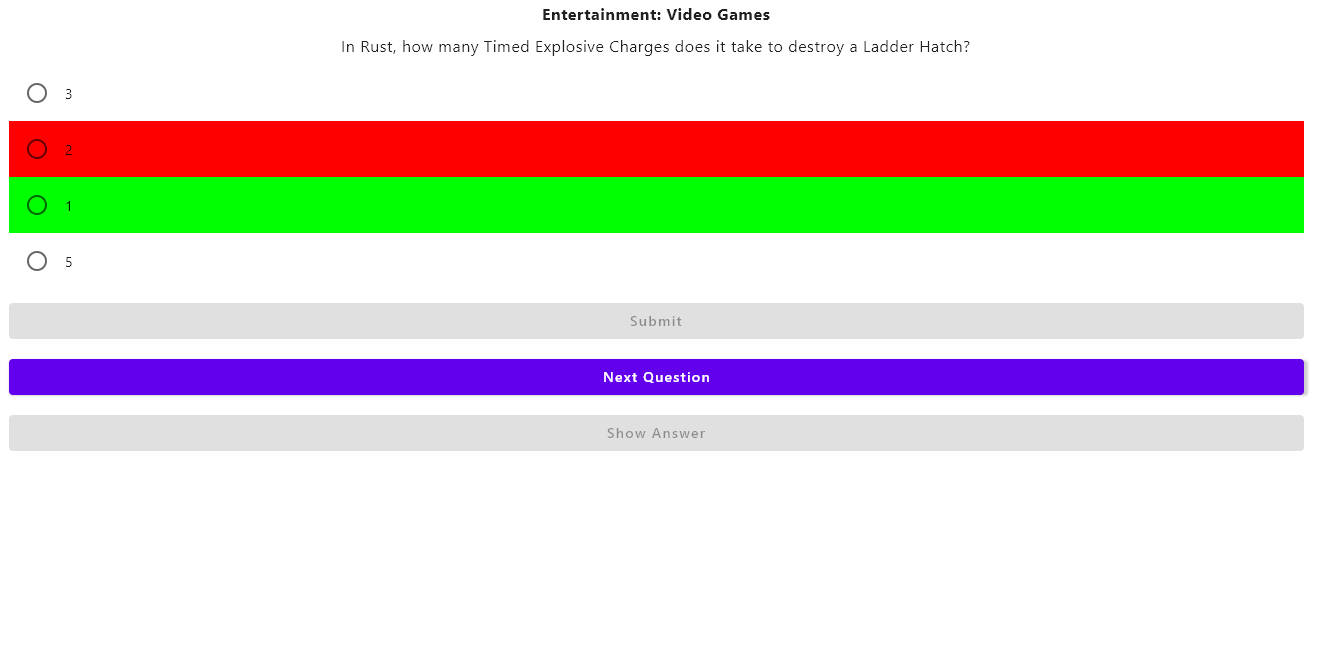 Entertainment: Video Games
In Rust, how many Timed Explosive Charges does it take to destroy a Ladder Hatch?
3
2
1
5
Submit
Next Question
Show Answer